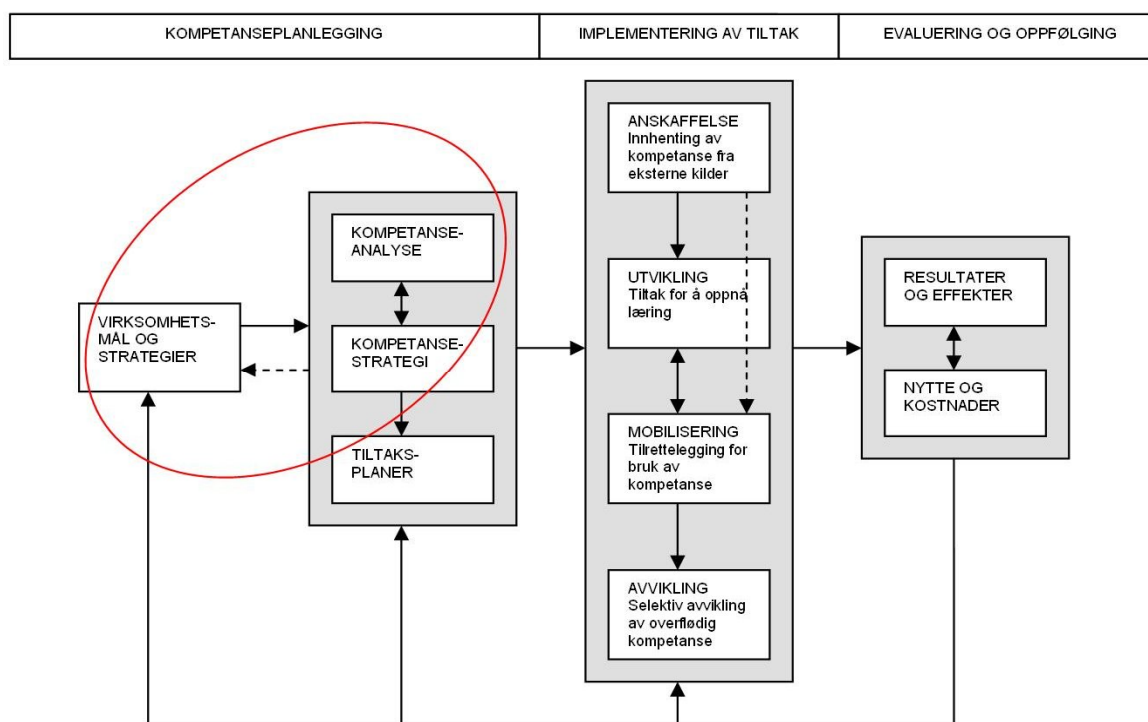 KOMPETANSEPLANLEGGING
IMPLEMENTERING AV TILTAK
EVALUERING OG OPPFØLGING
VIRKSOMHETS-
MÅL OG
STRATEGIER
KOMPETANSE-
ANALYSE
KOMPETANSE-
STRATEGI
TILTAKS-
PLANER
ANSKAFFELSE
Innhenting av
kompetanse fra
eksterne kilder
UTVIKLING
Tiltak for å oppnå
læring
MOBILISERING
Tilrettelegging for
bruk av
kompetanse
AVVIKLING
Selektiv avvikling
av overflødig
kompetanse
RESULTATER
OG EFFEKTER
NYTTE OG
KOSTNADER